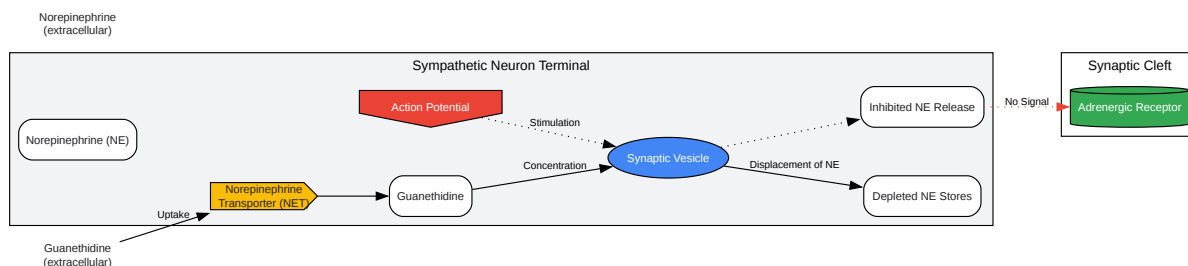 Norepinephrine
(extracellular)
Sympathetic Neuron Terminal
Synaptic Cleft
Action Potential
Inhibited NE Release
No Signal
Adrenergic Receptor
Stimulation
Norepinephrine (NE)
Synaptic Vesicle
Concentration
Displacement of NE
Norepinephrine
Transporter (NET)
Guanethidine
Depleted NE Stores
Uptake
Guanethidine
(extracellular)